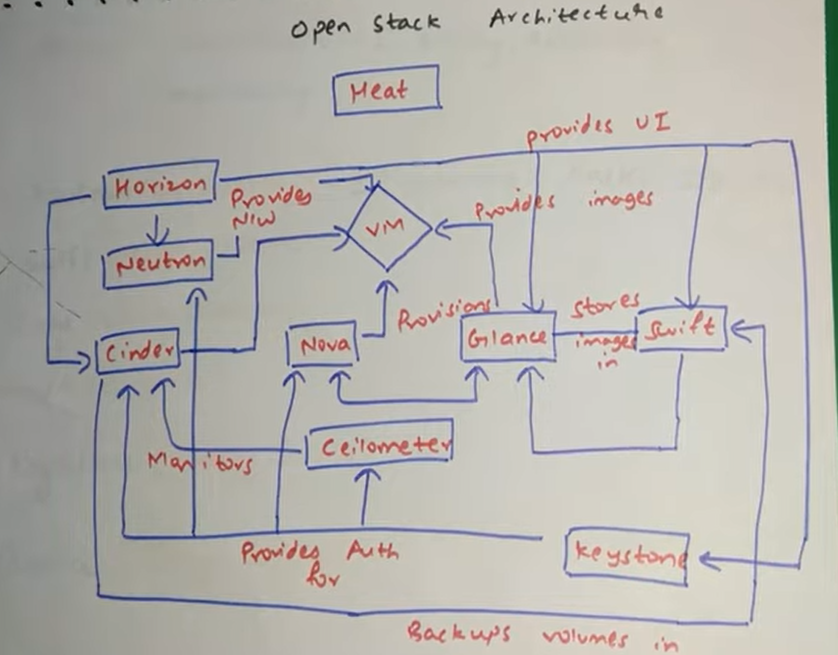 Open Stack Architecture
Heat
provides UI
Horizon
Provides
N/W
VM
Provides images
Neutron
Provisions
stores
images
in
Cinder
Nova
Glance
Swift
Monitors
Ceilometer
Provides Auth
for
keystone
Backups volumes in